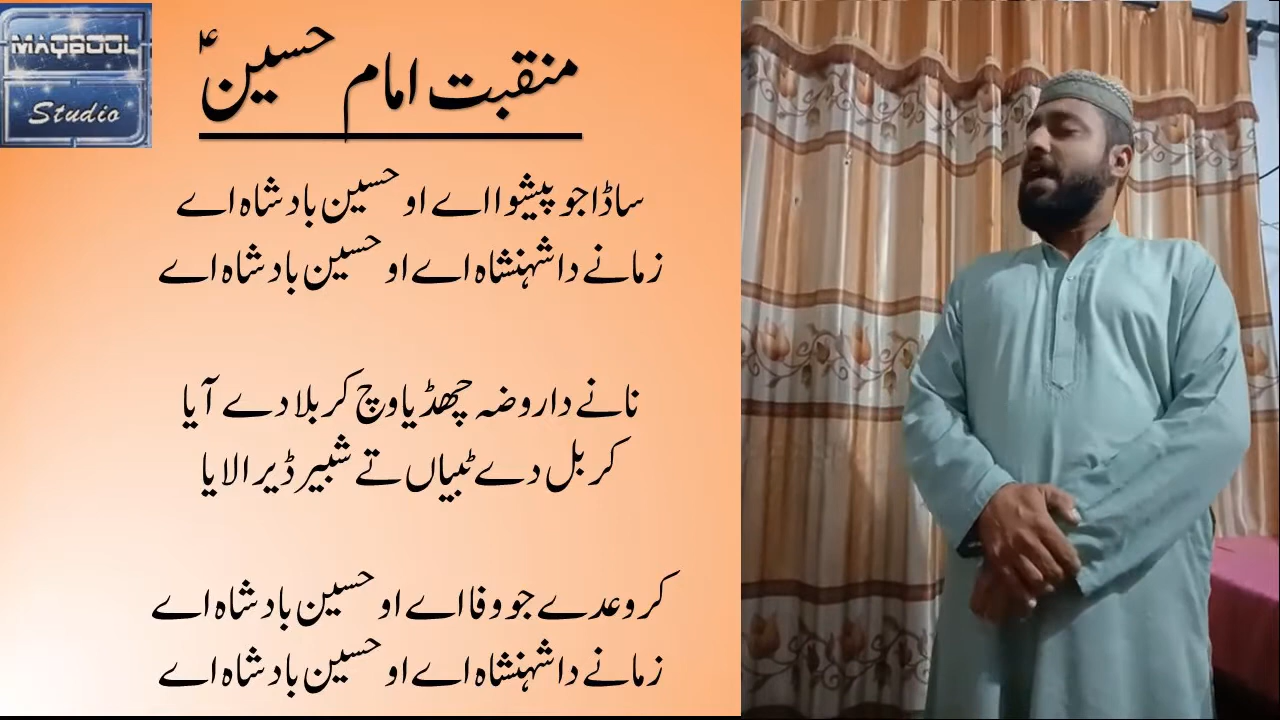 MAQBOOL
Studio
منقبت امام حسینؑ
ساڈا جو پیشوا اے او حسین بادشاہ اے
زمانے دا شہنشاہ اے او حسین بادشاہ اے
نانے دا روضہ چھڈیا وچ کربلا دے آیا
کربل دے ٹبیاں تے شبیر ڈیرا لایا
کر وعدے جو وفا اے او حسین بادشاہ اے
زمانے دا شہنشاہ اے او حسین بادشاہ اے